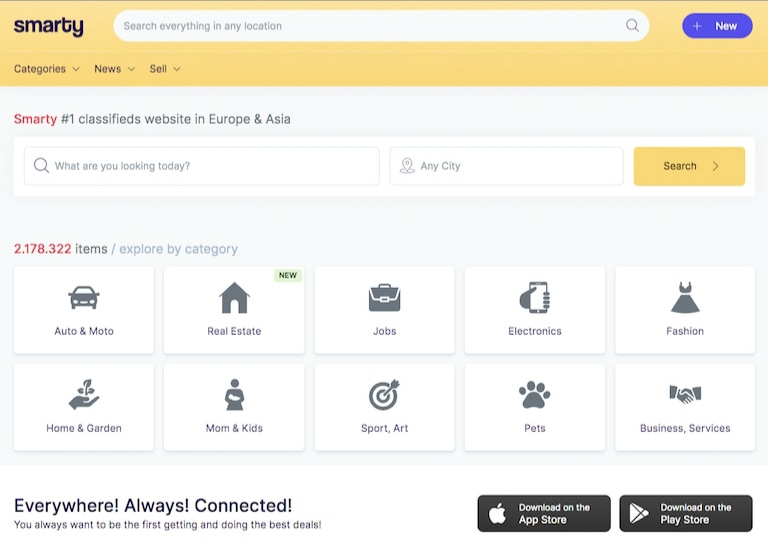 smarty
Search everything in any location
+ New
Categories News Sell
Smarty #1 classifieds website in Europe & Asia
What are you looking today?
Any City
Search
2.178.322 items / explore by category
NEW
Auto & Moto
Real Estate
Jobs
Electronics
Fashion
Home & Garden
Mom & Kids
Sport, Art
Pets
Business, Services
Everywhere! Always! Connected!
You always want to be the first getting and doing the best deals!
Download on the
App Store
Download on the
Play Store